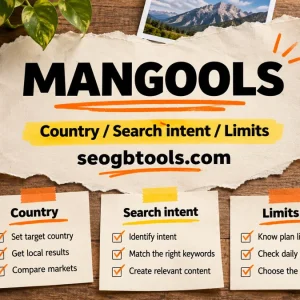 MANGOOLS
Country / Search intent / Limits
seogbtools.com
Country
Set target country
Get local results
Compare markets
Search intent
Identify intent
Match the right keywords
Create relevant content
Limits
Know plan li
Check daily
Choose the